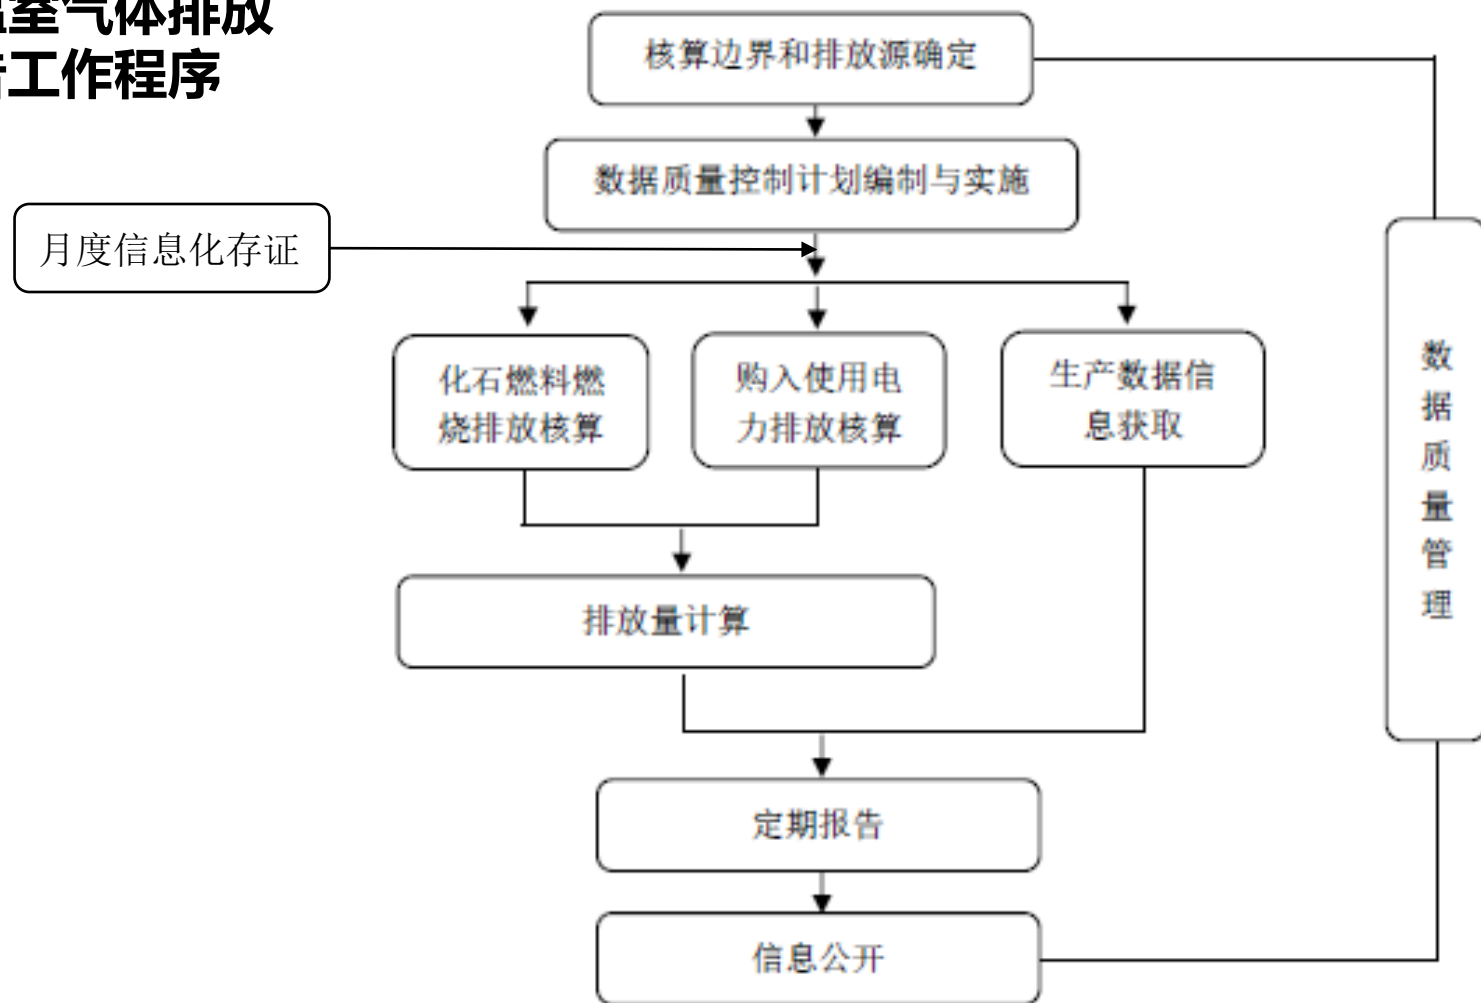 室气体排放
工作程序
核算边界和排放源确定
数据质量控制计划编制与实施
月度信息化存证
化石燃料燃
烧排放核算
购入使用电
力排放核算
生产数据信
息获取
数
据
质
量
管
理
排放量计算
定期报告
信息公开